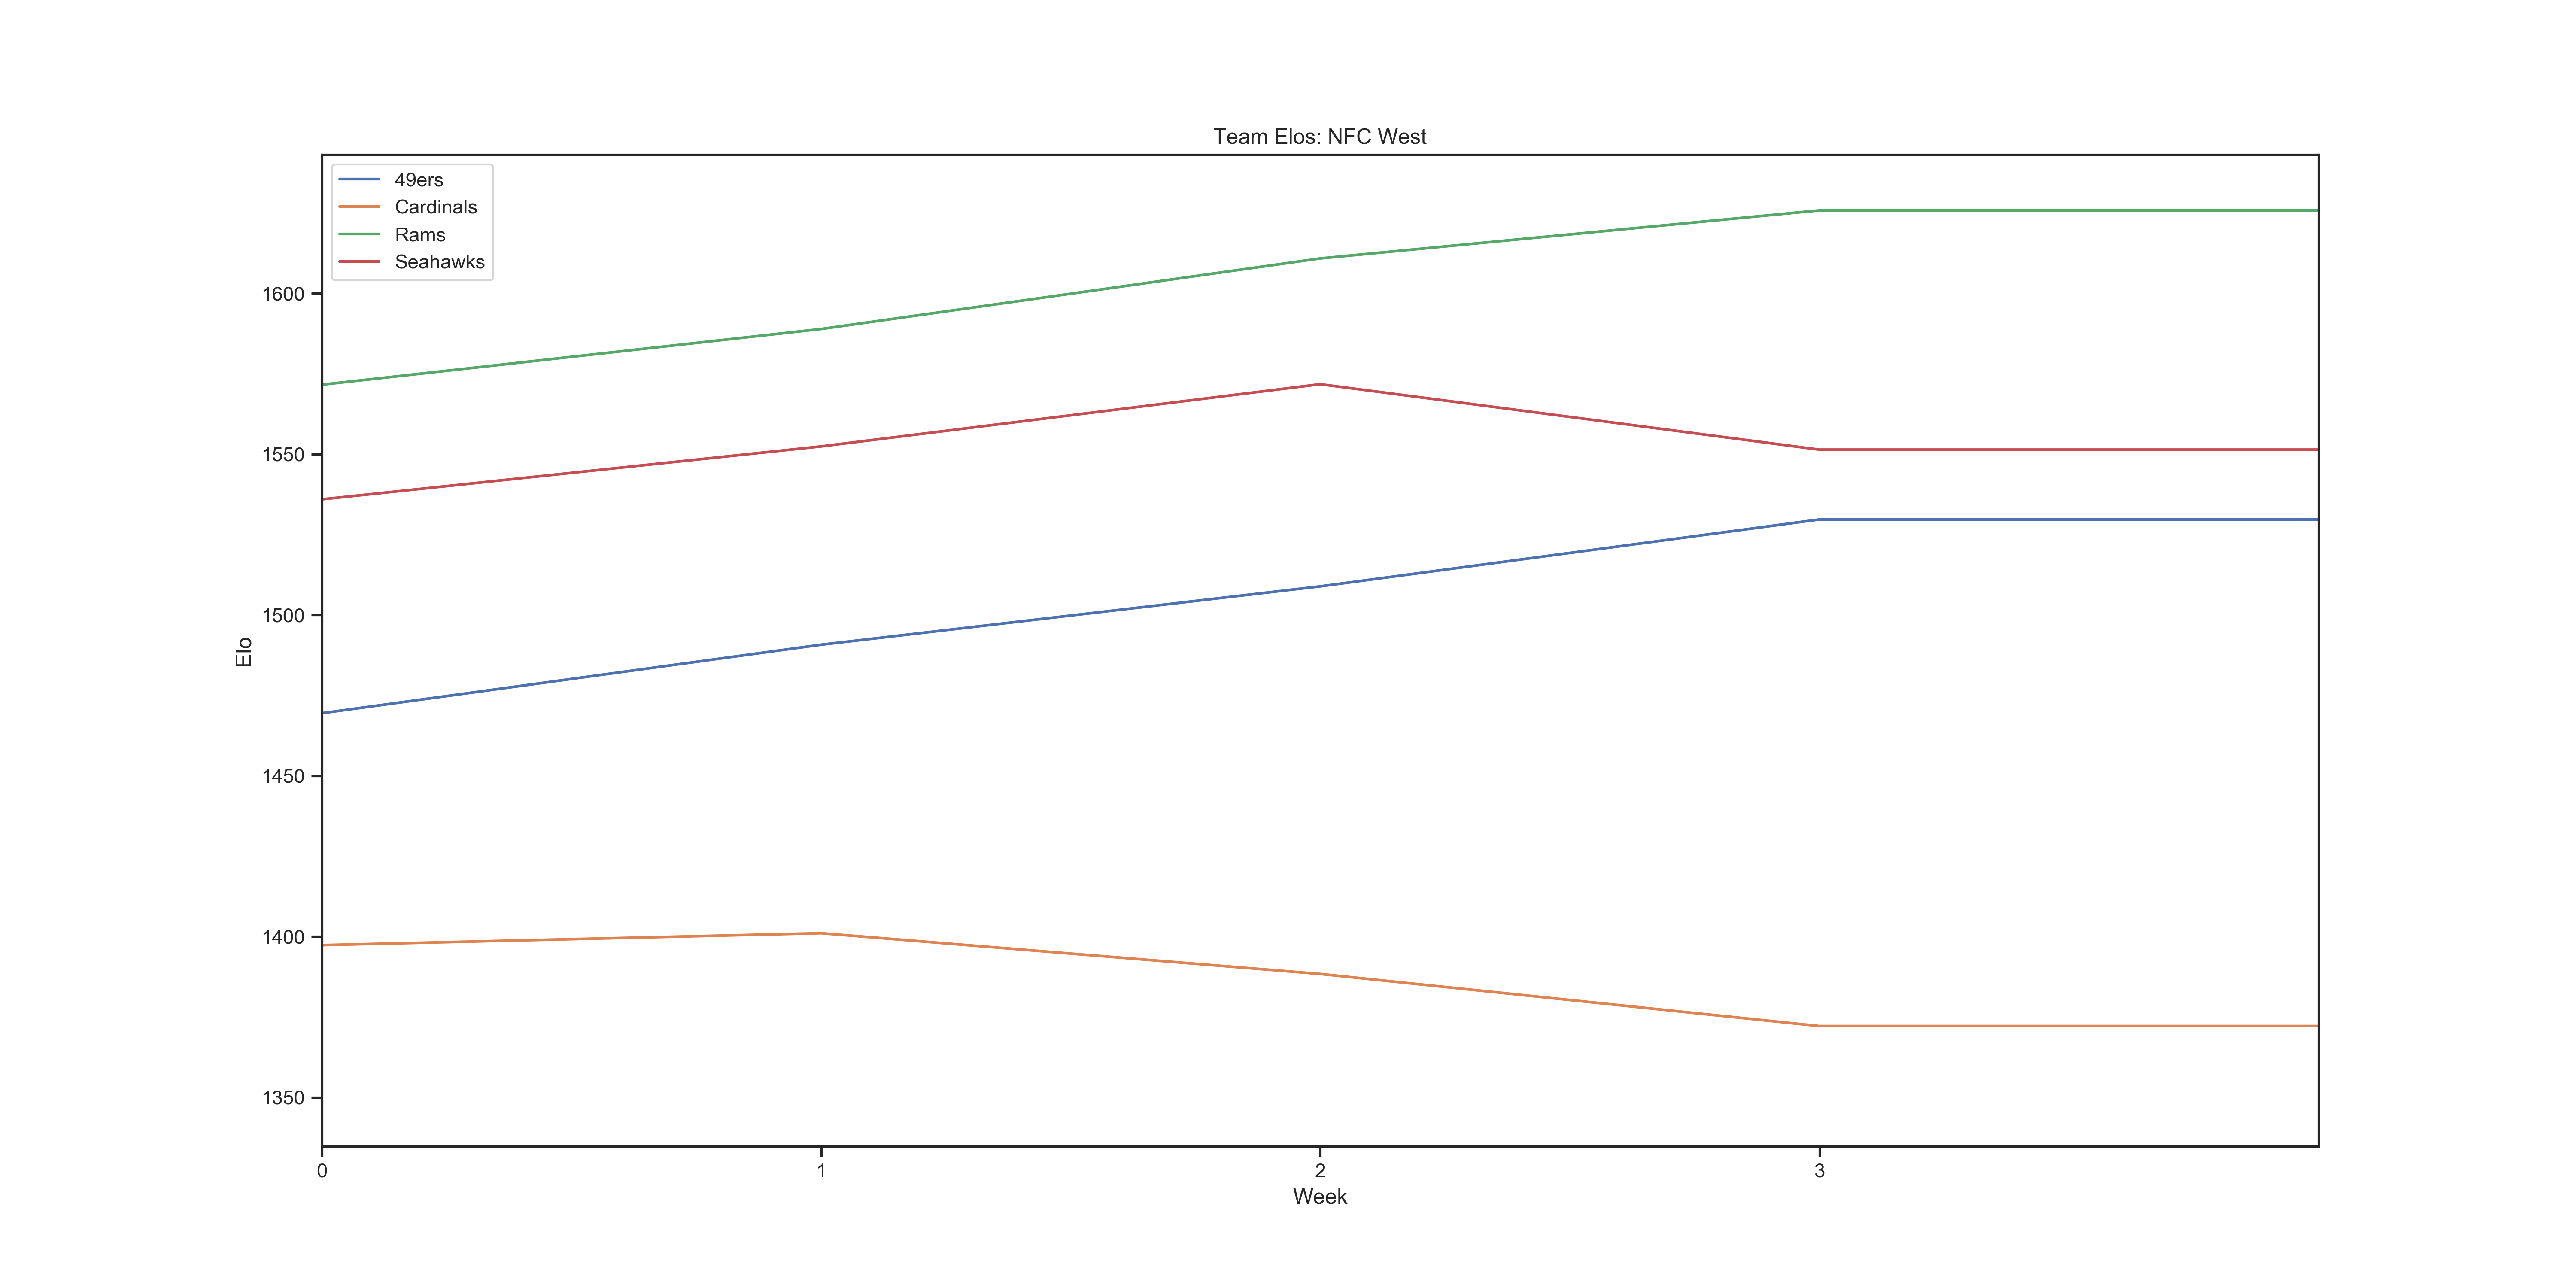 Team Elos: NFC West
49ers
Cardinals
Rams
Seahawks
1600
1550
1500
1450
1400
1350
Elo
0 1 2 3
Week